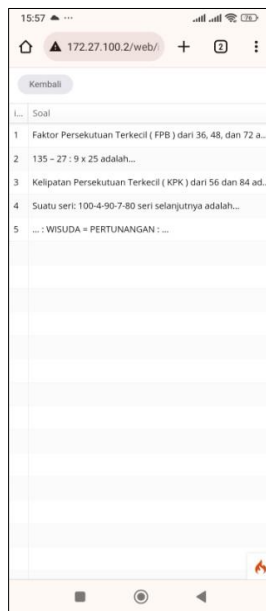 15:57 ...
76
172.27.100.2/web/
2
Kembali
i... Soal
1 Faktor Persekutuan Terkecil ( FPB ) dari 36, 48, dan 72 a...
2 135 – 27 : 9 x 25 adalah...
3 Kelipatan Persekutuan Terkecil ( KPK ) dari 56 dan 84 ad...
4 Suatu seri: 100-4-90-7-80 seri selanjutnya adalah...
5 ... : WISUDA = PERTUNANGAN : ...